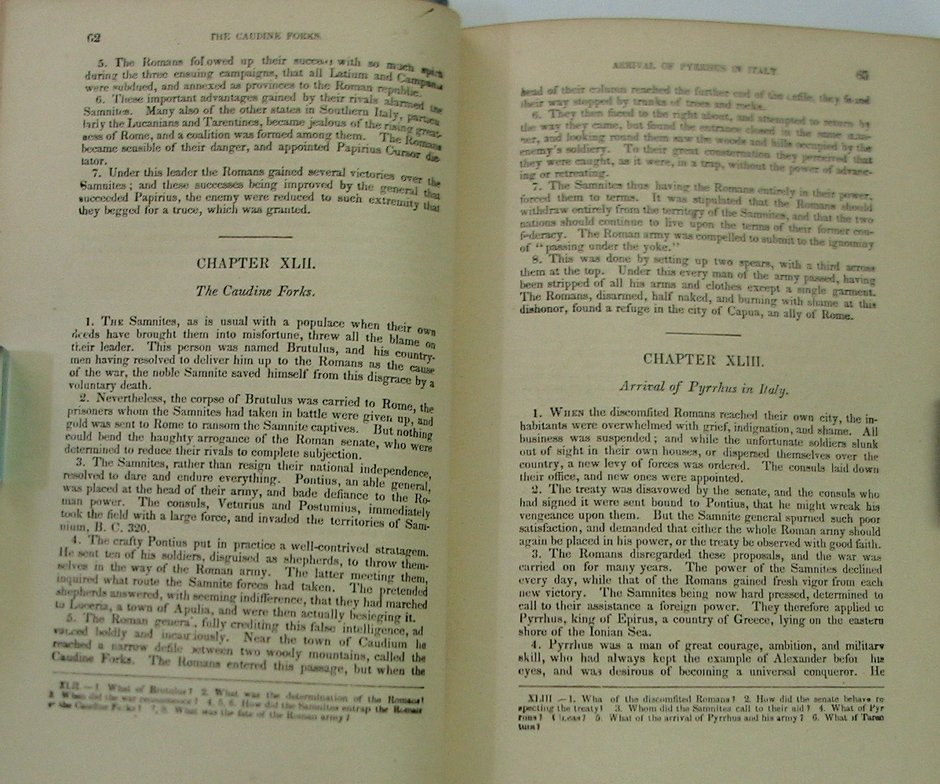 62
THE CAUDINE FORKS.
5. The Romans followed up their success with so much spirit
during the three ensuing campaigns, that all Latium and Campania
were subdued, and annexed as provinces to the Roman republic.
6. These important advantages gained by their rivals alarmed the
Samnites. Many also of the other states in Southern Italy, particu-
larly the Lucanians and Tarentines, became jealous of the rising great-
ness of Rome, and a coalition was formed among them. The Romans
became sensible of their danger, and appointed Papirius Cursor dic-
tator.
7. Under this leader the Romans gained several victories over the
Samnites; and these successes being improved by the general that
succeeded Papirius, the enemy were reduced to such extremity that
they begged for a truce, which was granted.
CHAPTER XLII.
The Caudine Forks.
1. THE Samnites, as is usual with a populace when their own
deeds have brought them into misfortune, threw all the blame on
their leader. This person was named Brutulus, and his country-
men having resolved to deliver him up to the Romans as the cause
of the war, the noble Samnite saved himself from this disgrace by a
voluntary death.
2. Nevertheless, the corpse of Brutulus was carried to Rome, the
prisoners whom the Samnites had taken in battle were given up, and
gold was sent to Rome to ransom the Samnite captives. But nothing
could bend the haughty arrogance of the Roman senate, who were
determined to reduce their rivals to complete subjection.
3. The Samnites, rather than resign their national independence,
resolved to dare and endure everything. Pontius, an able general,
was placed at the head of their army, and bade defiance to the Ro-
man power. The consuls, Veturius and Postumius, immediately
took the field with a large force, and invaded the territories of Sam-
nium, B. C. 320.
4. The crafty Pontius put in practice a well-contrived stratagem.
He sent ten of his soldiers, disguised as shepherds, to throw them-
selves in the way of the Roman army. The latter meeting them,
inquired what route the Samnite forces had taken. The pretended
shepherds answered, with seeming indifference, that they had marched
to Luceria, a town of Apulia, and were then actually besieging it.
5. The Roman general, fully crediting this false intelligence, ad
vanced boldly and incautiously. Near the town of Caudium he
reached a narrow defile between two woody mountains, called the
Caudine Forks. The Romans entered this passage, but when the
XLII.—1. What of Brutulus? 2. What was the determination of the Romans?
3. When did the war recommence? 4, 5, 6. How did the Samnites entrap the Romans
at the Caudine Forks? 7, 8. What was the fate of the Roman army?
ARRIVAL OF PYRRHUS IN ITALY.
head of their column reached the further end of the defile, they found
their way stopped by trunks of trees and rocks.
6. They then faced to the right about, and attempted to return by
the way they came, but found the entrance closed in the same man-
ner, and looking round them saw the woods and hills occupied by the
enemy's soldiery. To their great consternation they perceived that
they were caught, as it were, in a trap, without the power of advanc-
ing or retreating.
7. The Samnites thus having the Romans entirely in their power,
forced them to terms. It was stipulated that the Romans should
withdraw entirely from the territory of the Samnites, and that the two
nations should continue to live upon the terms of their former con-
federacy. The Roman army was compelled to submit to the ignominy
of "passing under the yoke."
8. This was done by setting up two spears, with a third across
them at the top. Under this every man of the army passed, having
been stripped of all his arms and clothes except a single garment.
The Romans, disarmed, half naked, and burning with shame at this
dishonor, found a refuge in the city of Capua, an ally of Rome.
CHAPTER XLIII.
Arrival of Pyrrhus in Italy.
1. WHEN the discomfited Romans reached their own city, the in-
habitants were overwhelmed with grief, indignation, and shame. All
business was suspended; and while the unfortunate soldiers slunk
out of sight in their own houses, or dispersed themselves over the
country, a new levy of forces was ordered. The consuls laid down
their office, and new ones were appointed.
2. The treaty was disavowed by the senate, and the consuls who
had signed it were sent bound to Pontius, that he might wreak his
vengeance upon them. But the Samnite general spurned such poor
satisfaction, and demanded that either the whole Roman army should
again be placed in his power, or the treaty be observed with good faith.
3. The Romans disregarded these proposals, and the war was
carried on for many years. The power of the Samnites declined
every day, while that of the Romans gained fresh vigor from each
new victory. The Samnites being now hard pressed, determined to
call to their assistance a foreign power. They therefore applied to
Pyrrhus, king of Epirus, a country of Greece, lying on the eastern
shore of the Ionian Sea.
4. Pyrrhus was a man of great courage, ambition, and military
skill, who had always kept the example of Alexander befor his
eyes, and was desirous of becoming a universal conqueror. He
XLIII.—1. Wha of the discomfited Romans? 2. How did the senate behave re
specting the treaty? 3. Whom did the Samnites call to their aid? 4. What of Pyr
rhus? 5. What of the arrival of Pyrrhus and his army? 6. What of Taren
tum?